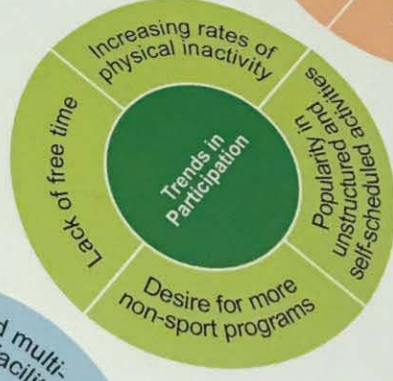 Increasing rates of
physical inactivity
Popularity in
unstructured and
self-scheduled activities
Desire for more
non-sport programs
Lack of free time
Trends in
Participation
multi-